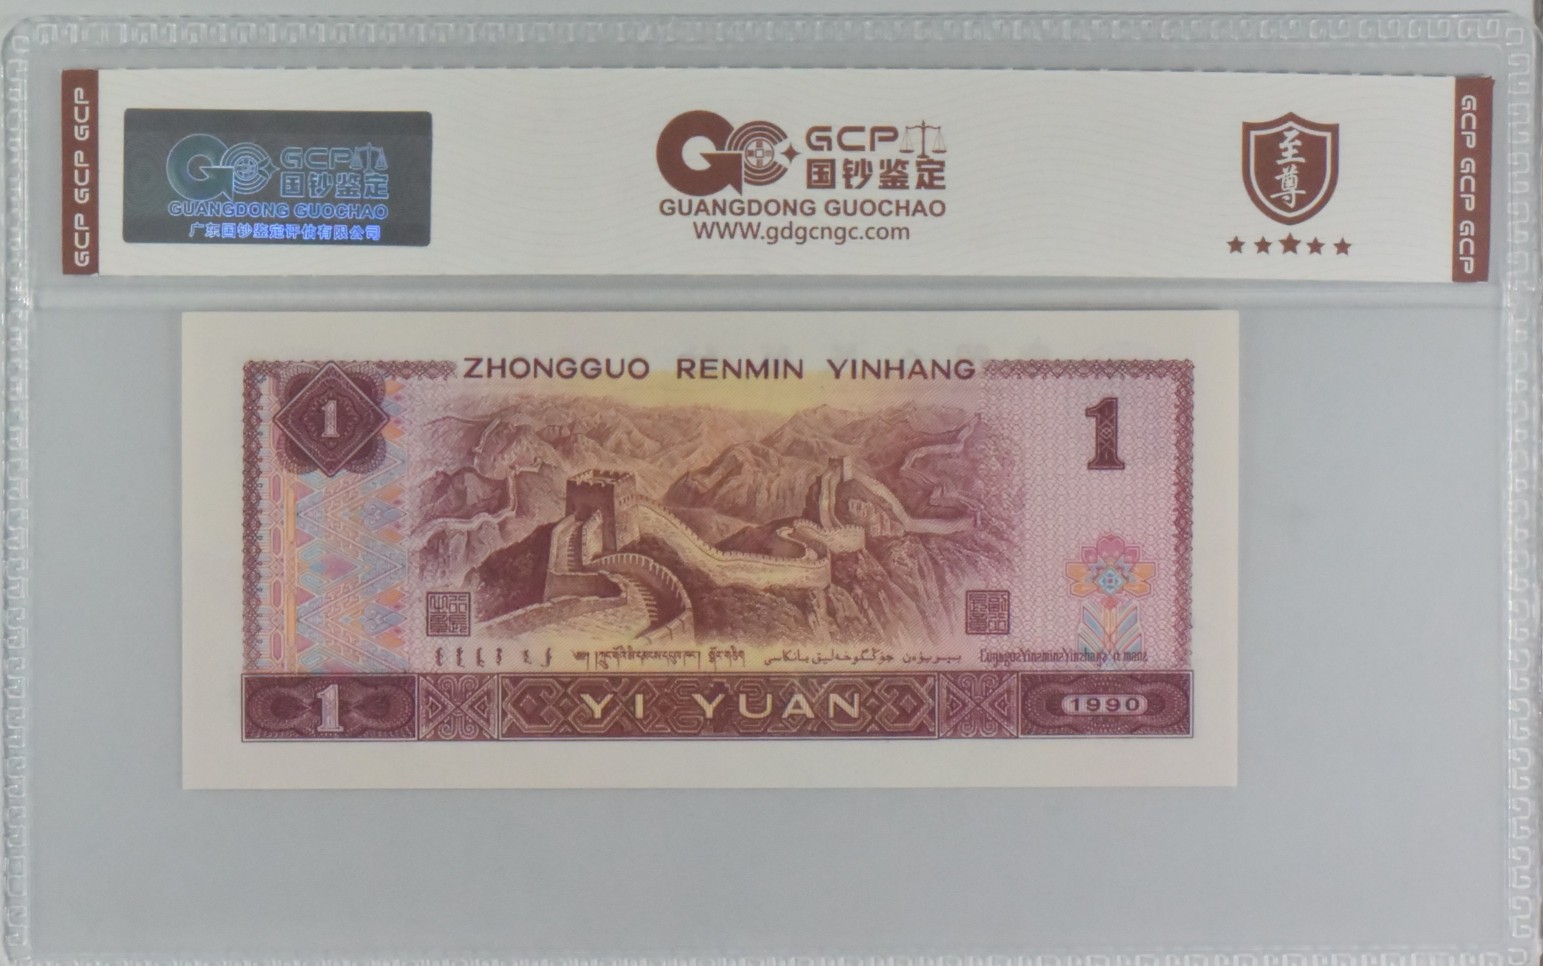 GCP GCP GCP
GCP
国钞鉴定
GUANGDONG GUOCHAO
广东国钞鉴定评估有限公司
GCP
国钞鉴定
GUANGDONG GUOCHAO
WWW.gdgcngc.com
至尊
GCP GCP GCP
ZHONGGUO RENMIN YINHANG
1
1
1
YI YUAN
1990